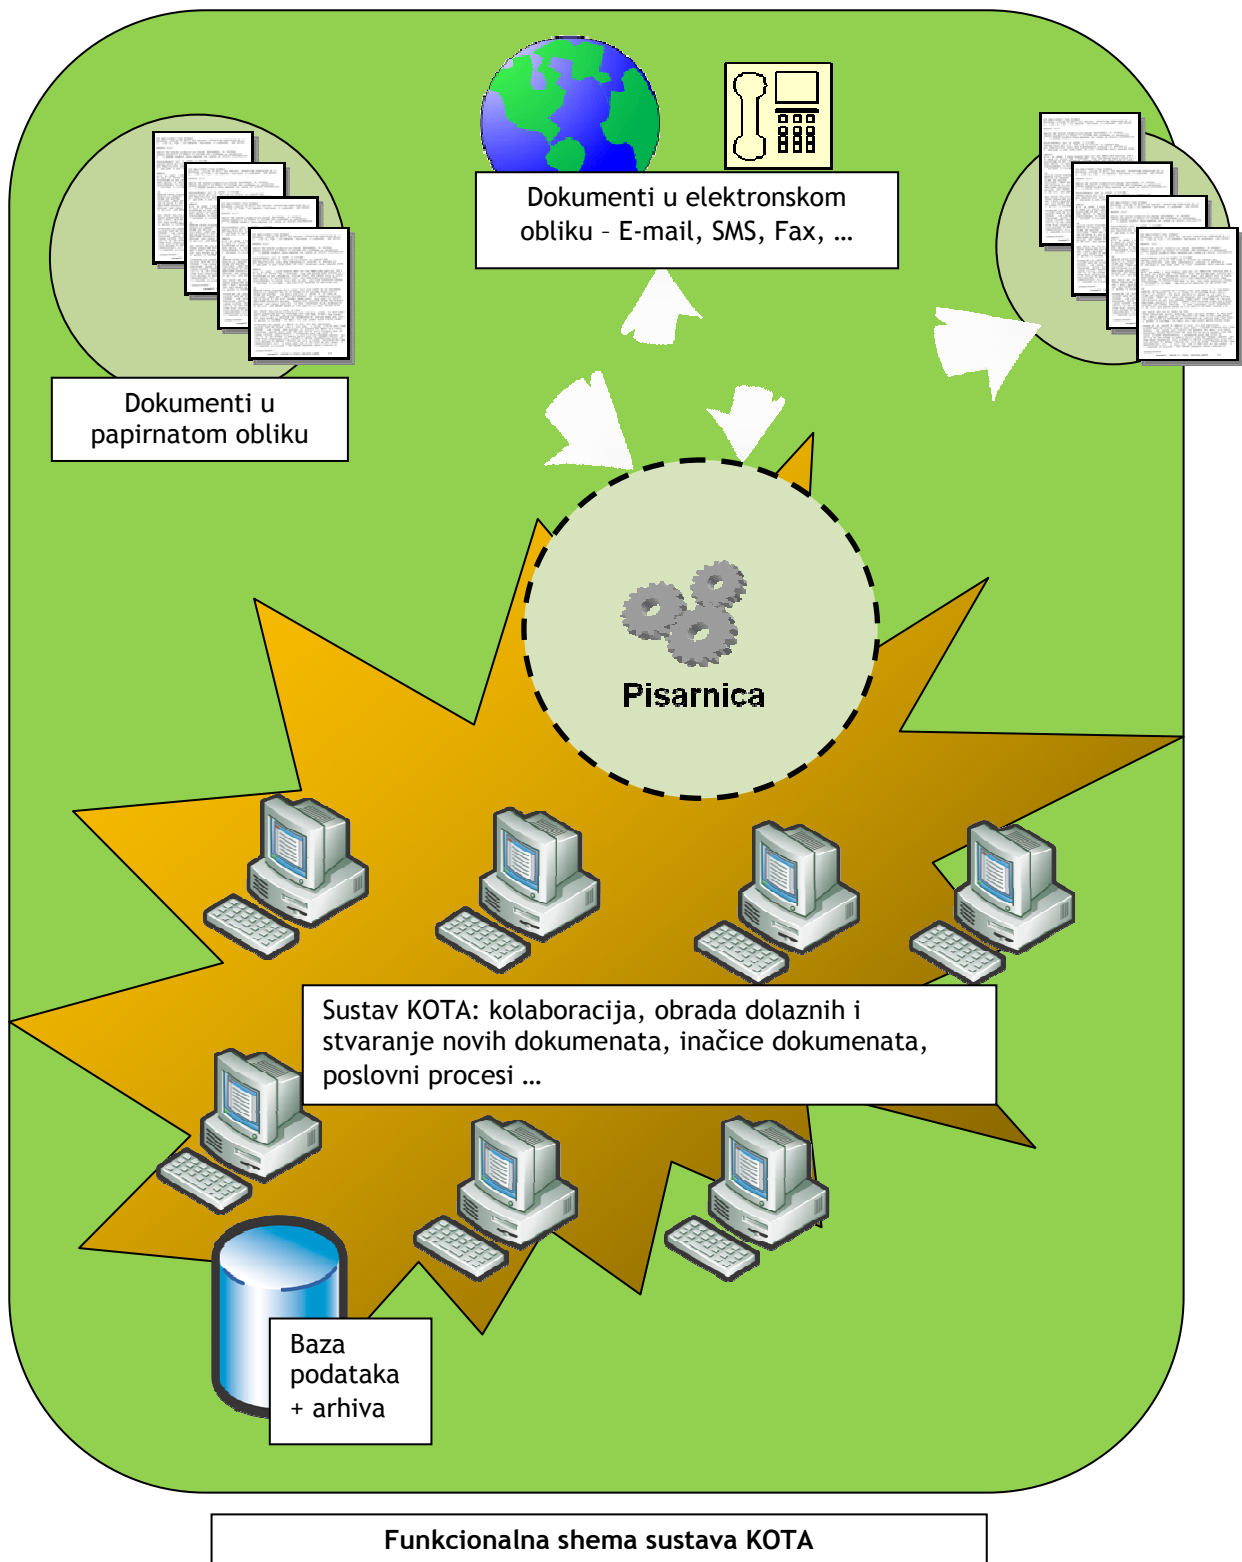 Dokumenti u elektronskom
obliku – E-mail, SMS, Fax, …
Dokumenti u
papirnatom obliku
Pisarnica
Sustav KOTA: kolaboracija, obrada dolaznih i
stvaranje novih dokumenata, inačice dokumenata,
poslovni procesi …
Baza
podataka
+ arhiva
Funkcionalna shema sustava KOTA